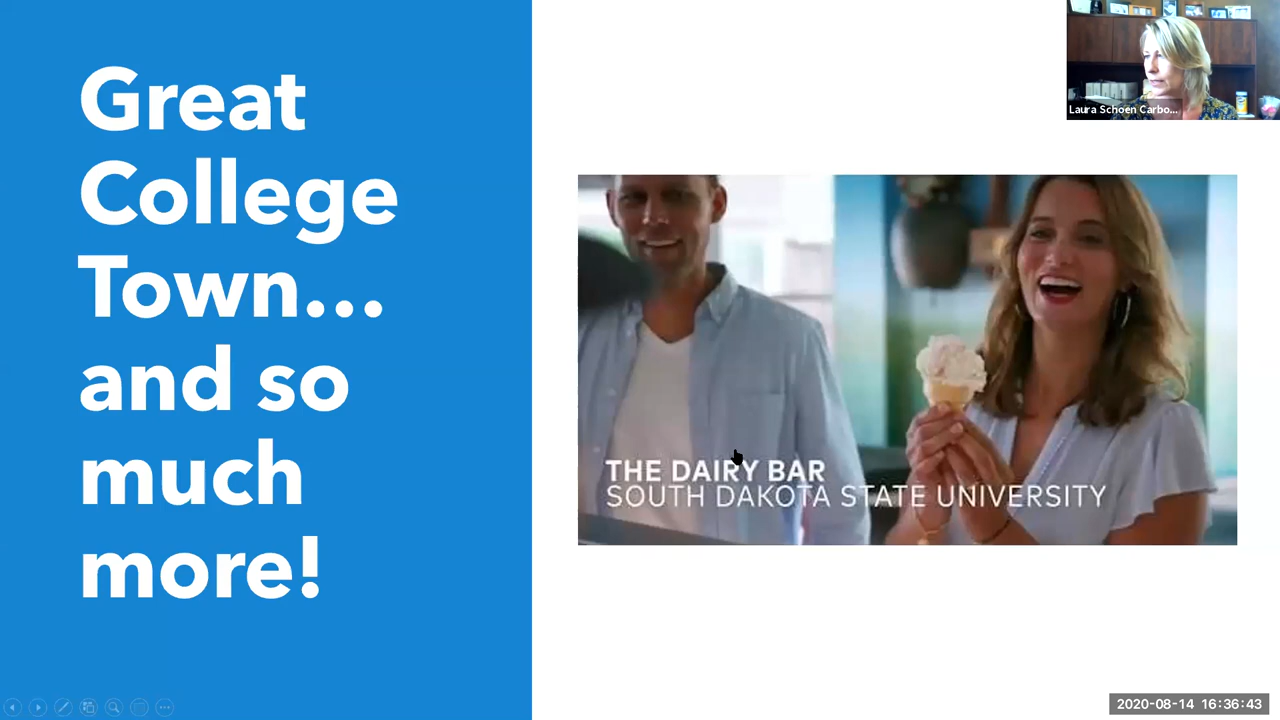 Great
College
Town...
and so
much
more!
Laura Schoen Carbo...
THE DAIRY BAR
SOUTH DAKOTA STATE UNIVERSITY
2020-08-14 16:36:43